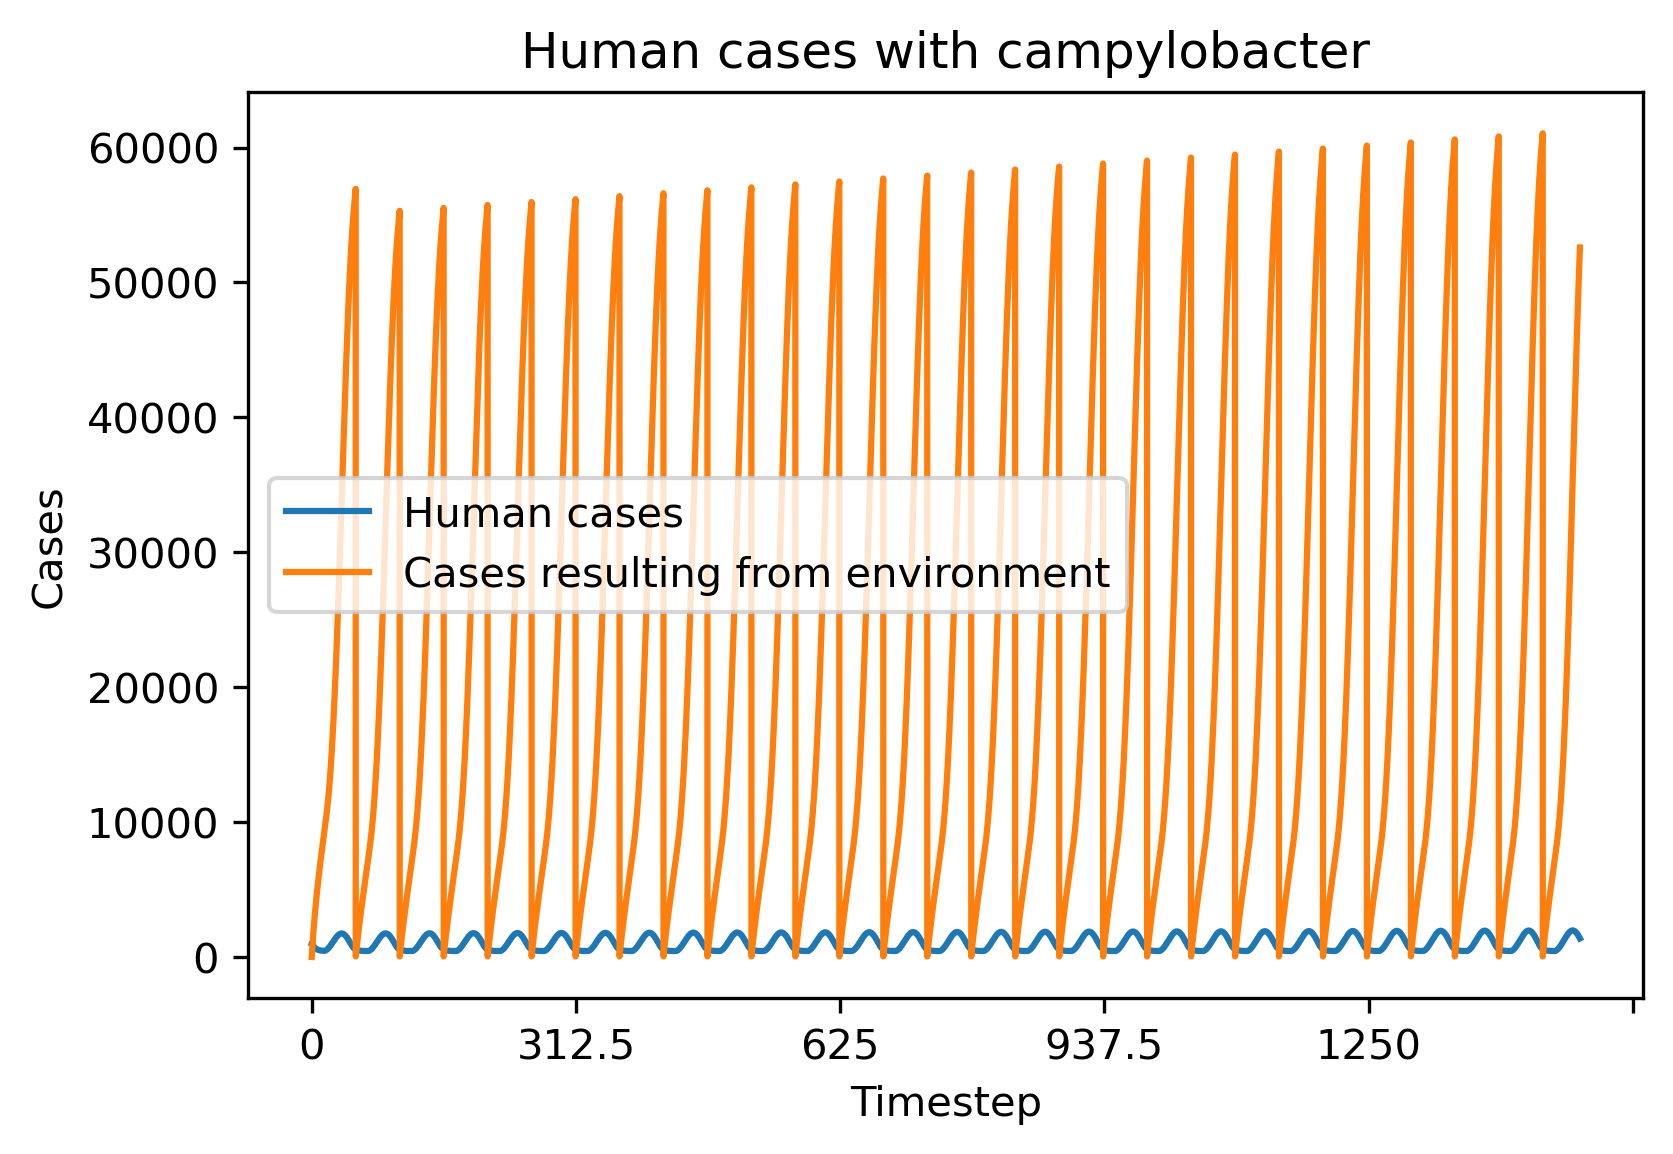 Human cases with campylobacter
60000
50000
40000
30000
20000
10000
0
Cases
Human cases
Cases resulting from environment
0 312.5 625 937.5 1250
Timestep